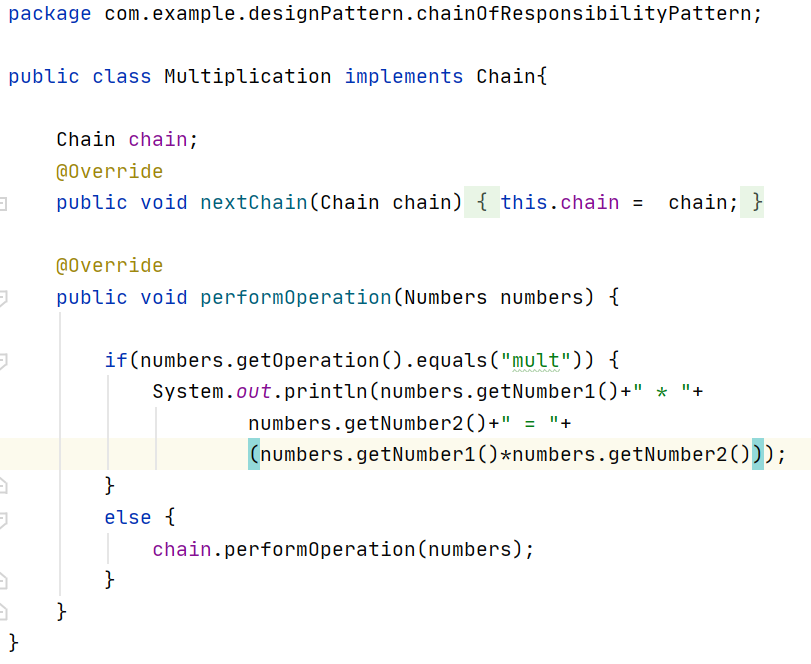 package com.example.designPattern.chainOfResponsibilityPattern;
public class Multiplication implements Chain{
Chain chain;
@Override
public void nextChain(Chain chain) { this.chain =  chain; }
@Override
public void performOperation(Numbers numbers) {
if(numbers.getOperation().equals("mult")) {
System.out.println(numbers.getNumber1()+" * "+
numbers.getNumber2()+" = "+
(numbers.getNumber1()*numbers.getNumber2()));
}
else {
chain.performOperation(numbers);
}
}
}